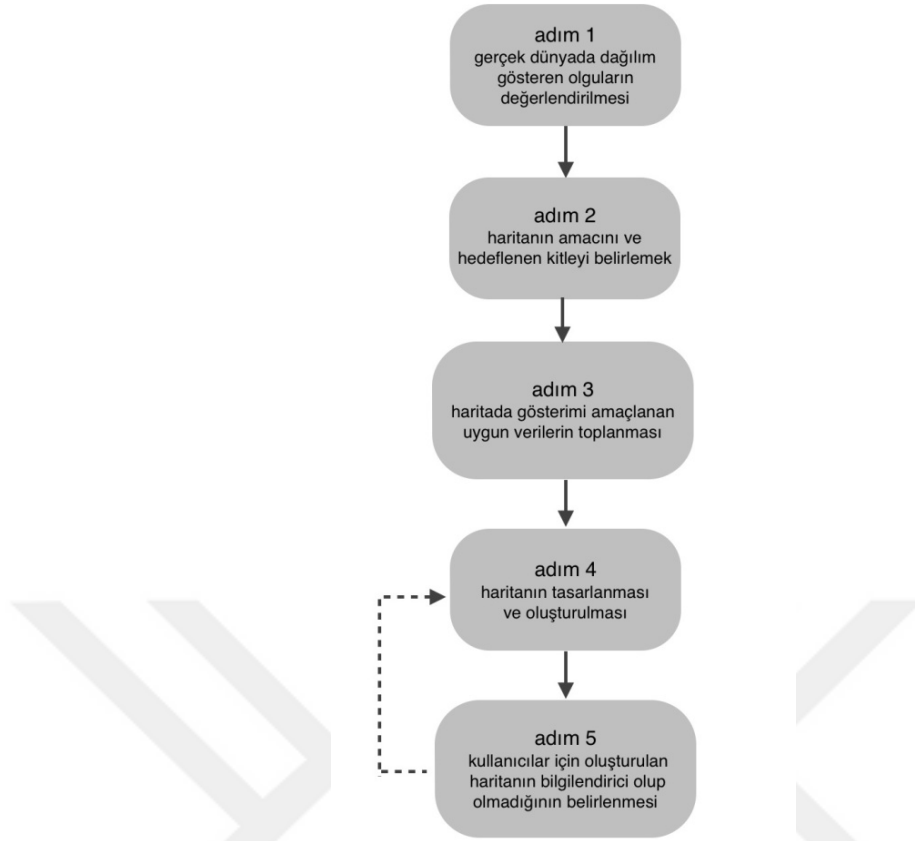 adım 1
gerçek dünyada dağılım
gösteren olguların
değerlendirilmesi
adım 2
haritanın amacını ve
hedeflenen kitleyi belirlemek
adım 3
haritada gösterimi amaçlanan
uygun verilerin toplanması
adım 4
haritanın tasarlanması
ve oluşturulması
adım 5
kullanıcılar için oluşturulan
haritanın bilgilendirici olup
olmadığının belirlenmesi